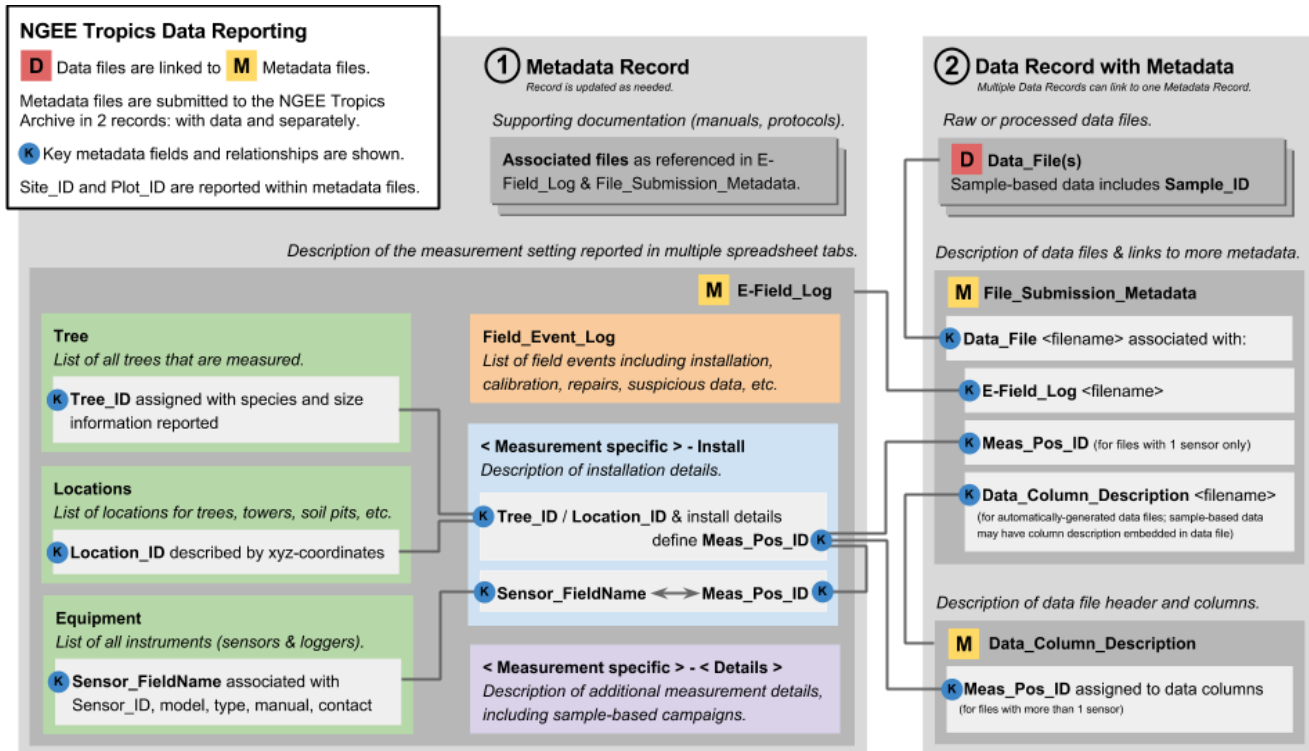 NGEE Tropics Data Reporting
D Data files are linked to M Metadata files.
Metadata files are submitted to the NGEE Tropics
Archive in 2 records: with data and separately.
K Key metadata fields and relationships are shown.
Site_ID and Plot_ID are reported within metadata files.
1 Metadata Record
Record is updated as needed.
Supporting documentation (manuals, protocols).
Associated files as referenced in E-
Field_Log & File_Submission_Metadata.
Description of the measurement setting reported in multiple spreadsheet tabs.
M E-Field_Log
Tree
List of all trees that are measured.
K Tree_ID assigned with species and size
information reported
Locations
List of locations for trees, towers, soil pits, etc.
K Location_ID described by xyz-coordinates
Equipment
List of all instruments (sensors & loggers).
K Sensor_FieldName associated with
Sensor_ID, model, type, manual, contact
Field_Event_Log
List of field events including installation,
calibration, repairs, suspicious data, etc.
< Measurement specific > - Install
Description of installation details.
K Tree_ID / Location_ID & install details
define Meas_Pos_ID K
K Sensor_FieldName Meas_Pos_ID K
< Measurement specific > - < Details >
Description of additional measurement details,
including sample-based campaigns.
2 Data Record with Metadata
Multiple Data Records can link to one Metadata Record.
Raw or processed data files.
D Data_File(s)
Sample-based data includes Sample_ID
Description of data files & links to more metadata.
M File_Submission_Metadata
K Data_File <filename> associated with:
K E-Field_Log <filename>
K Meas_Pos_ID (for files with 1 sensor only)
K Data_Column_Description <filename>
(for automatically-generated data files; sample-based data
may have column description embedded in data file)
Description of data file header and columns.
M Data_Column_Description
K Meas_Pos_ID assigned to data columns
(for files with more than 1 sensor)